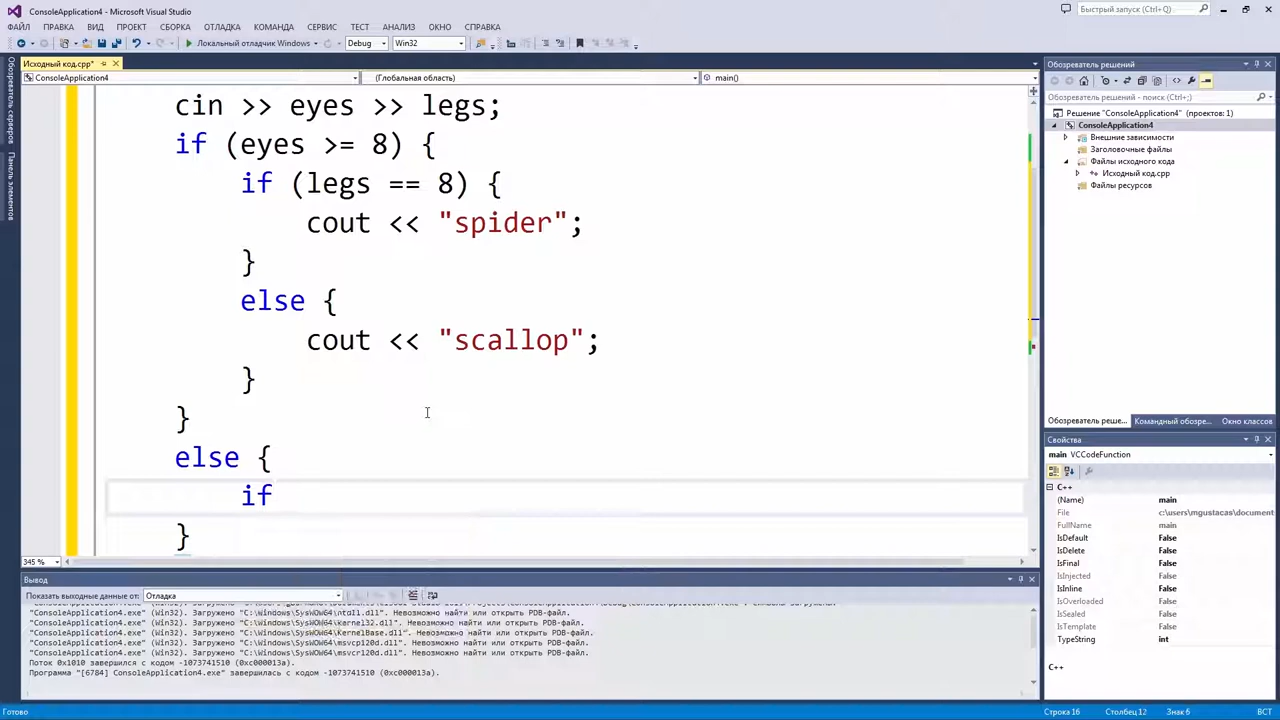 ConsoleApplication4 - Microsoft Visual Studio
Быстрый запуск (Ctrl+Q)
ФАЙЛ ПРАВКА ВИД ПРОЕКТ СБОРКА ОТЛАДКА КОМАНДА СЕРВИС ТЕСТ АНАЛИЗ ОКНО СПРАВКА
Локальный отладчик Windows Debug Win32
Обозреватель серверов
Панель элементов
Исходный код.cpp*
ConsoleApplication4 (Глобальная область) main()
cin >> eyes >> legs;
if (eyes >= 8) {
if (legs == 8) {
cout << "spider";
}
else {
cout << "scallop";
}
}
else {
if
}
345 %
Вывод
Показать выходные данные от: Отладка
"ConsoleApplication4.exe" (Win32). Загружено "C:\Windows\SysWOW64\ntdll.dll". Невозможно найти или открыть PDB-файл.
"ConsoleApplication4.exe" (Win32). Загружено "C:\Windows\SysWOW64\kernel32.dll". Невозможно найти или открыть PDB-файл.
"ConsoleApplication4.exe" (Win32). Загружено "C:\Windows\SysWOW64\KernelBase.dll". Невозможно найти или открыть PDB-файл.
"ConsoleApplication4.exe" (Win32). Загружено "C:\Windows\SysWOW64\msvcp120d.dll". Невозможно найти или открыть PDB-файл.
"ConsoleApplication4.exe" (Win32). Загружено "C:\Windows\SysWOW64\msvcr120d.dll". Невозможно найти или открыть PDB-файл.
Поток 0x1010 завершился с кодом -1073741510 (0xc000013a).
Программа "[6784] ConsoleApplication4.exe" завершилась с кодом -1073741510 (0xc000013a).
Обозреватель решений
Обозреватель решений - поиск (Ctrl+;)
Решение "ConsoleApplication4" (проектов: 1)
ConsoleApplication4
Внешние зависимости
Заголовочные файлы
Файлы исходного кода
Исходный код.cpp
Файлы ресурсов
Обозреватель реше... Командный обозре... Окно классов
Свойства
main VCCodeFunction
C++
(Name) main
File c:\users\mgustacas\document
FullName main
IsDefault False
IsDelete False
IsFinal False
IsInjected False
IsInline False
IsOverloaded False
IsSealed False
IsTemplate False
TypeString int
C++
Готово Строка 16 Столбец 12 Знак 6 ВСТ